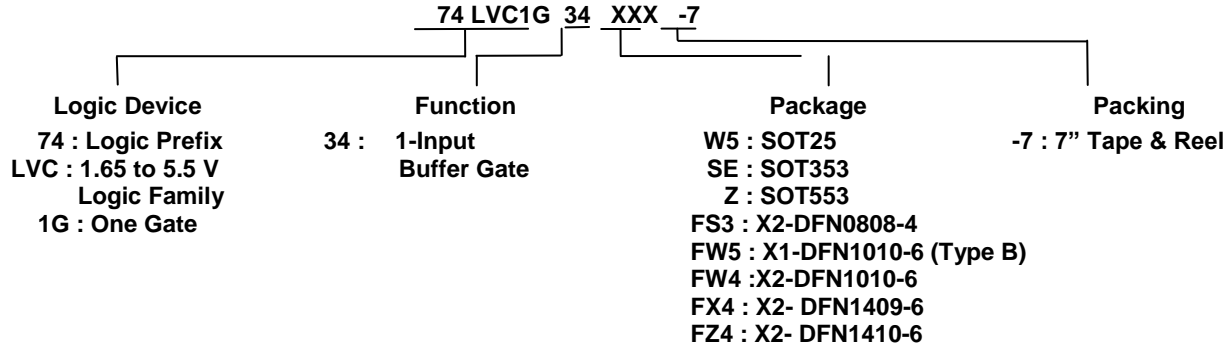 74 LVC1G 34 XXX -7
Logic Device
74 : Logic Prefix
LVC : 1.65 to 5.5 V
Logic Family
1G : One Gate
Function
34 : 1-Input
Buffer Gate
Package
W5 : SOT25
SE : SOT353
Z : SOT553
FS3 : X2-DFN0808-4
FW5 : X1-DFN1010-6 (Type B)
FW4 :X2-DFN1010-6
FX4 : X2- DFN1409-6
FZ4 : X2- DFN1410-6
Packing
-7 : 7” Tape & Reel